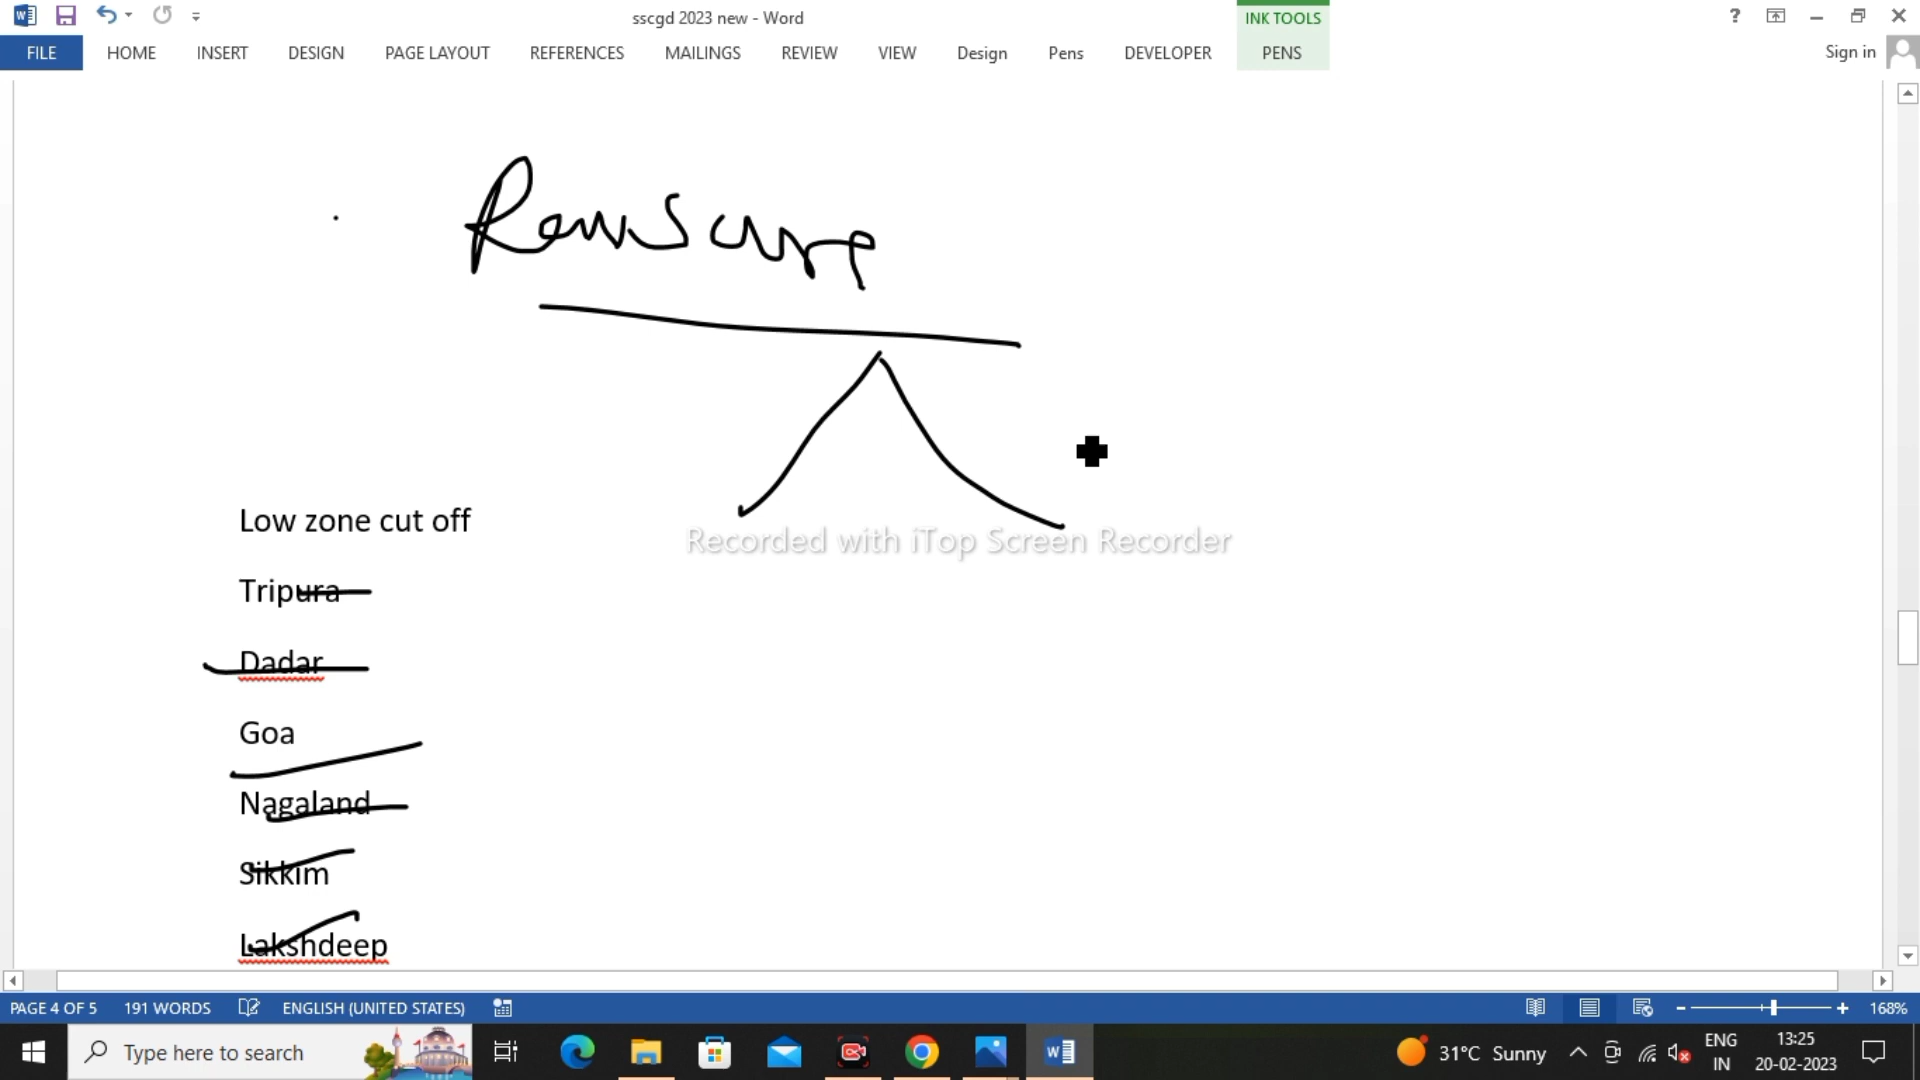 sscgd 2023 new - Word
INK TOOLS
FILE HOME INSERT DESIGN PAGE LAYOUT REFERENCES MAILINGS REVIEW VIEW Design Pens DEVELOPER PENS Sign in
Low zone cut off
Recorded with iTop Screen Recorder
Tripura
Dadar
Goa
Nagaland
Sikkim
Lakshdeep
PAGE 4 OF 5 191 WORDS ENGLISH (UNITED STATES) 168%
Type here to search
31°C Sunny
ENG
IN
13:25
20-02-2023